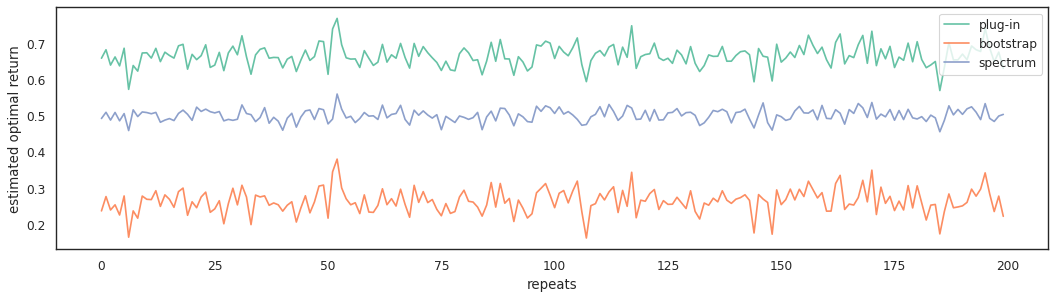 estimated optimal return
0.7
0.6
0.5
0.4
0.3
0.2
plug-in
bootstrap
spectrum
0 25 50 75 100 125 150 175 200
repeats